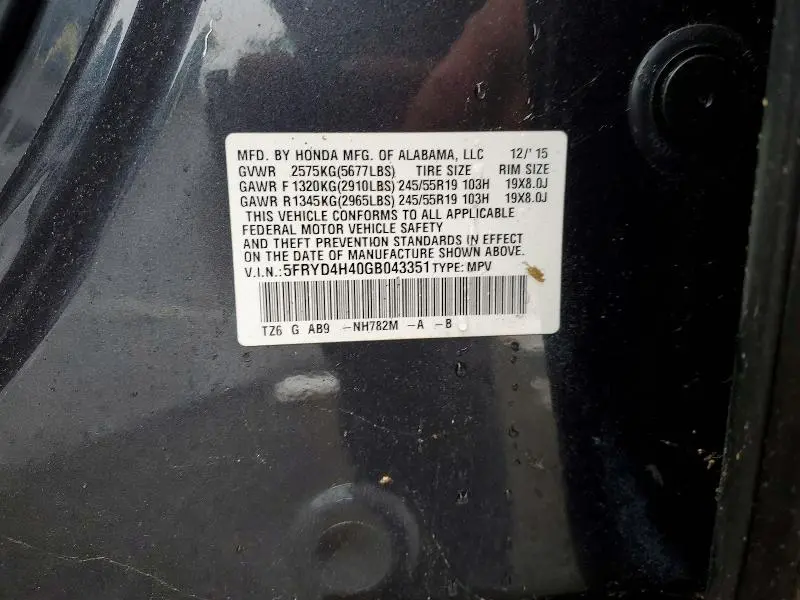 MFD. BY HONDA MFG. OF ALABAMA, LLC 12/'15
GVWR 2575KG(5677LBS) TIRE SIZE RIM SIZE
GAWR F 1320KG(2910LBS) 245/55R19 103H 19X8.0J
GAWR R1345KG(2965LBS) 245/55R19 103H 19X8.0J
THIS VEHICLE CONFORMS TO ALL APPLICABLE
FEDERAL MOTOR VEHICLE SAFETY
AND THEFT PREVENTION STANDARDS IN EFFECT
ON THE DATE OF MANUFACTURE SHOWN ABOVE.
V.I.N.:5FRYD4H40GB043351 TYPE: MPV
TZ6 G AB9 -NH782M -A -B